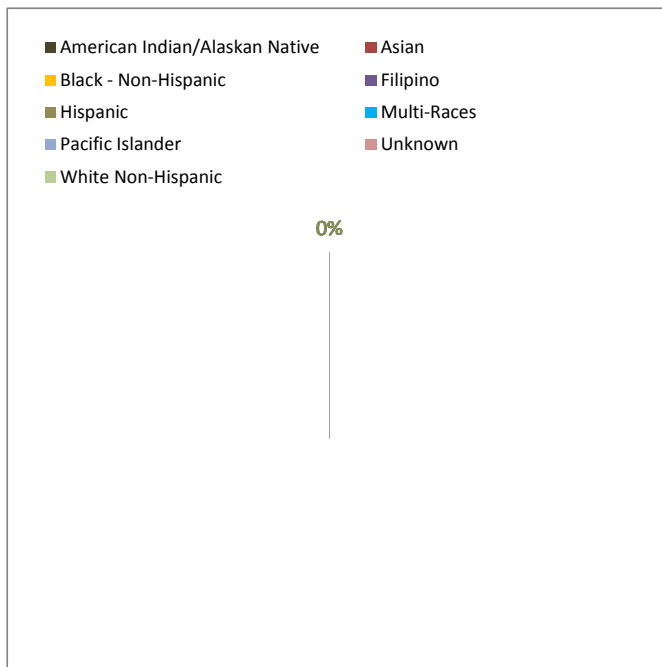 American Indian/Alaskan Native Asian
Black - Non-Hispanic Filipino
Hispanic Multi-Races
Pacific Islander Unknown
White Non-Hispanic
0%